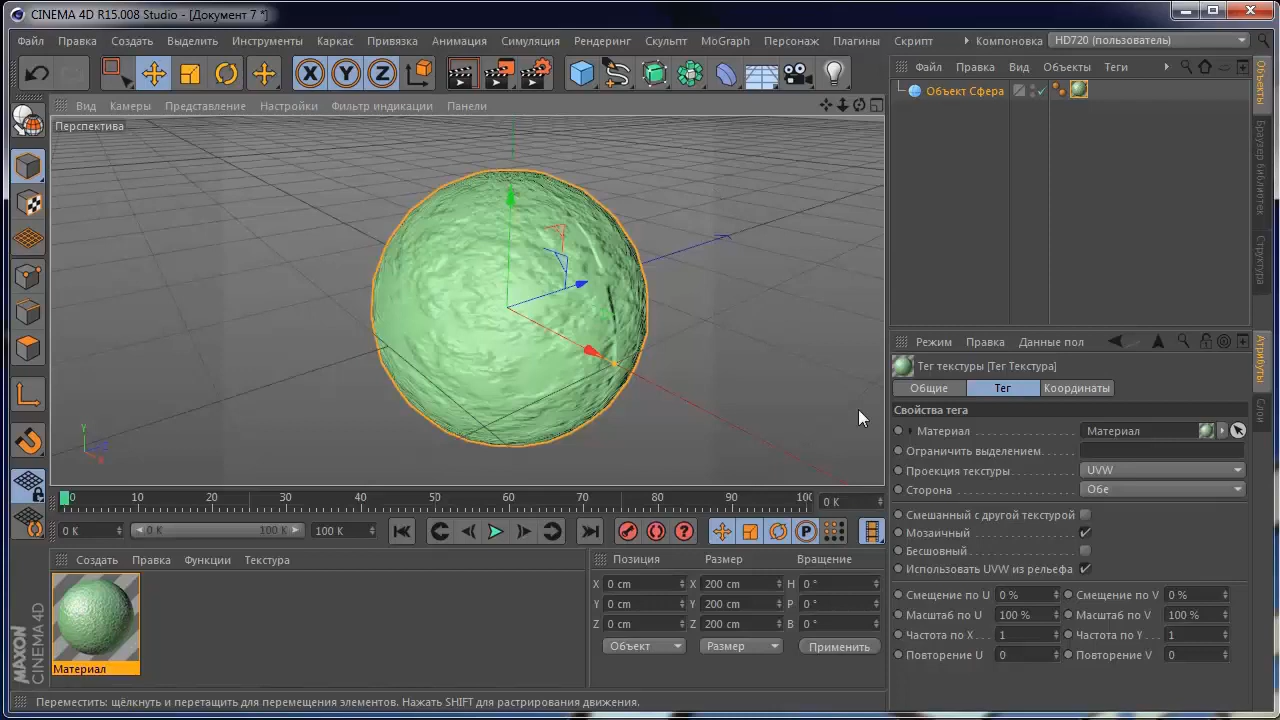 CINEMA 4D R15.008 Studio - [Документ 7 *]
Файл Правка Создать Выделить Инструменты Каркас Привязка Анимация Симуляция Рендеринг Скульпт MoGraph Персонаж Плагины Скрипт Компоновка HD720 (пользователь)
X Y Z
Файл Правка Вид Объекты Теги
Объект Сфера
Вид Камеры Представление Настройки Фильтр индикации Панели
Перспектива
Объекты
Браузер библиотек
Структура
Режим Правка Данные пол
Тег текстуры [Тег Текстура]
Общие Тег Координаты
Свойства тега
Материал Материал
Ограничить выделением
Проекция текстуры UVW
Сторона Обе
Смешанный с другой текстурой
Мозаичный
Бесшовный
Использовать UVW из рельефа
Смещение по U 0 % Смещение по V 0 %
Масштаб по U 100 % Масштаб по V 100 %
Частота по X 1 Частота по Y 1
Повторение U 0 Повторение V 0
Атрибуты
Слои
Y
0 10 20 30 40 50 60 70 80 90 100 0 K
0 K 0 K 100 K 100 K ? P
Создать Правка Функции Текстура
Материал
Позиция Размер Вращение
X 0 cm X 200 cm H 0 °
Y 0 cm Y 200 cm P 0 °
Z 0 cm Z 200 cm B 0 °
Объект Размер Применить
MAXON
CINEMA 4D
Переместить: щёлкнуть и перетащить для перемещения элементов. Нажать SHIFT для растрирования движения.